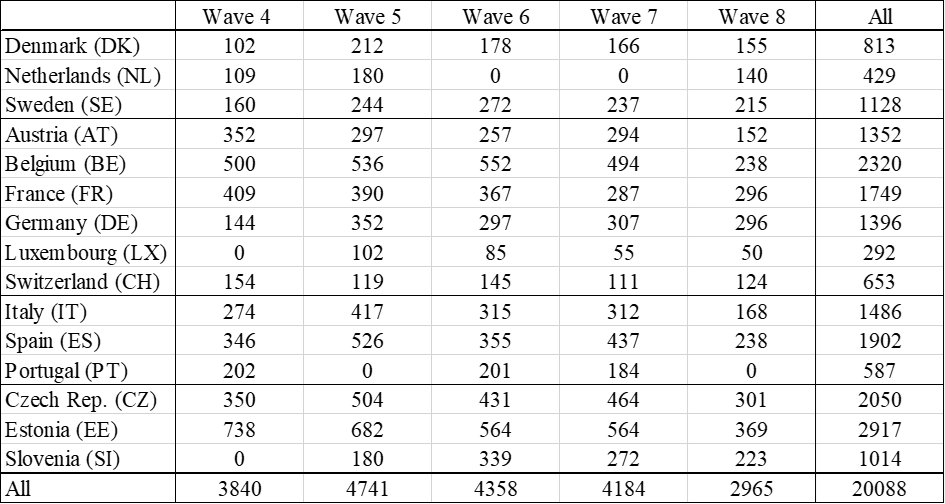 Wave 4 Wave 5 Wave 6 Wave 7 Wave 8 All
Denmark (DK) 102 212 178 166 155 813
Netherlands (NL) 109 180 0 0 140 429
Sweden (SE) 160 244 272 237 215 1128
Austria (AT) 352 297 257 294 152 1352
Belgium (BE) 500 536 552 494 238 2320
France (FR) 409 390 367 287 296 1749
Germany (DE) 144 352 297 307 296 1396
Luxembourg (LX) 0 102 85 55 50 292
Switzerland (CH) 154 119 145 111 124 653
Italy (IT) 274 417 315 312 168 1486
Spain (ES) 346 526 355 437 238 1902
Portugal (PT) 202 0 201 184 0 587
Czech Rep. (CZ) 350 504 431 464 301 2050
Estonia (EE) 738 682 564 564 369 2917
Slovenia (SI) 0 180 339 272 223 1014
All 3840 4741 4358 4184 2965 20088